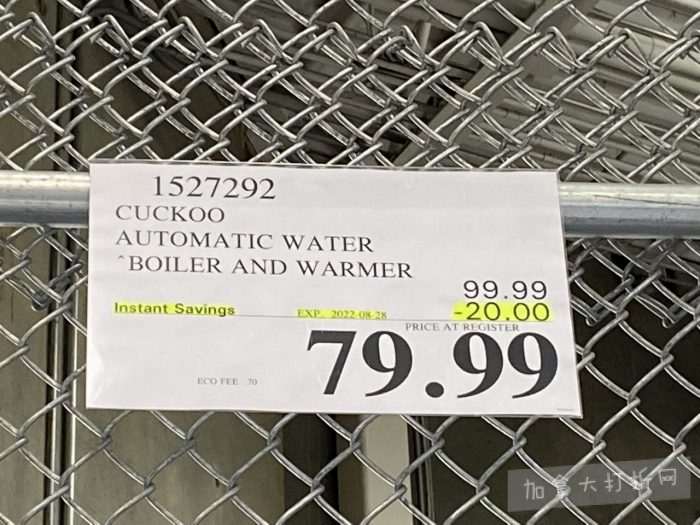 1527292
CUCKOO
AUTOMATIC WATER
^BOILER AND WARMER
99.99
Instant Savings EXP. 2022-08-28 -20.00
PRICE AT REGISTER
79.99
ECO FEE .70
加拿大打折网